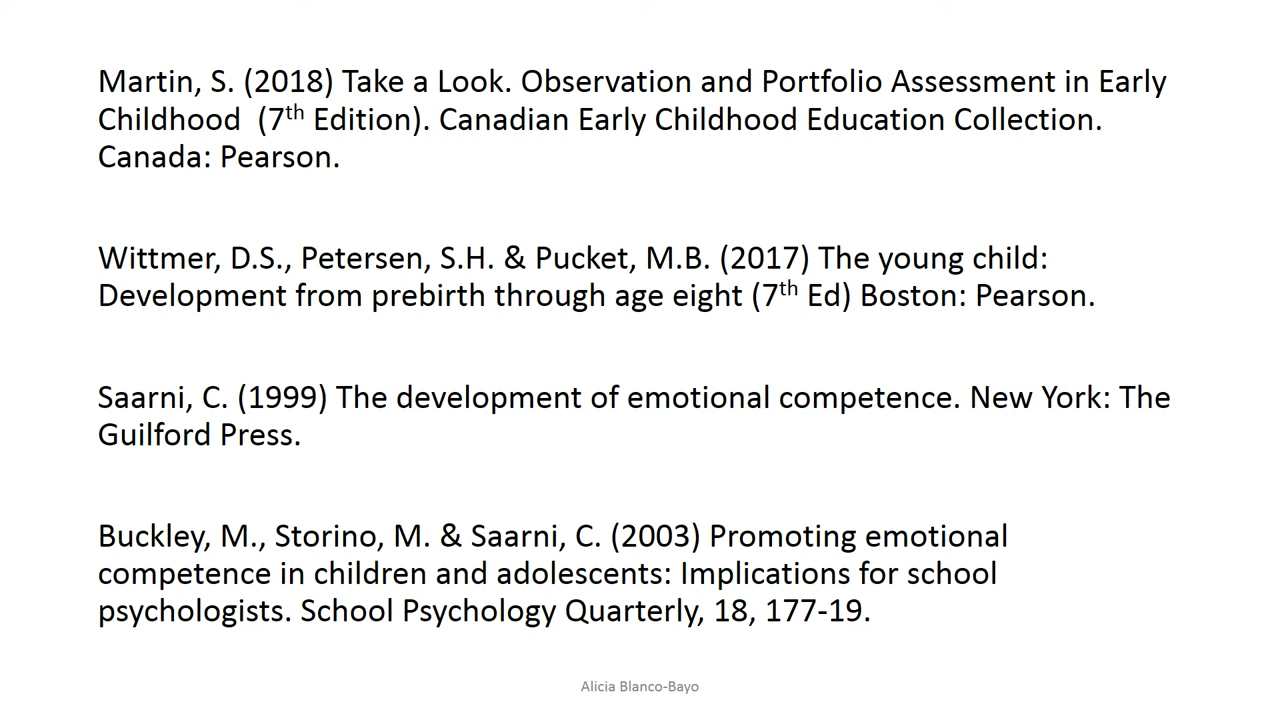 Martin, S. (2018) Take a Look. Observation and Portfolio Assessment in Early
Childhood  (7th Edition). Canadian Early Childhood Education Collection.
Canada: Pearson.
Wittmer, D.S., Petersen, S.H. & Pucket, M.B. (2017) The young child:
Development from prebirth through age eight (7th Ed) Boston: Pearson.
Saarni, C. (1999) The development of emotional competence. New York: The
Guilford Press.
Buckley, M., Storino, M. & Saarni, C. (2003) Promoting emotional
competence in children and adolescents: Implications for school
psychologists. School Psychology Quarterly, 18, 177-19.
Alicia Blanco-Bayo